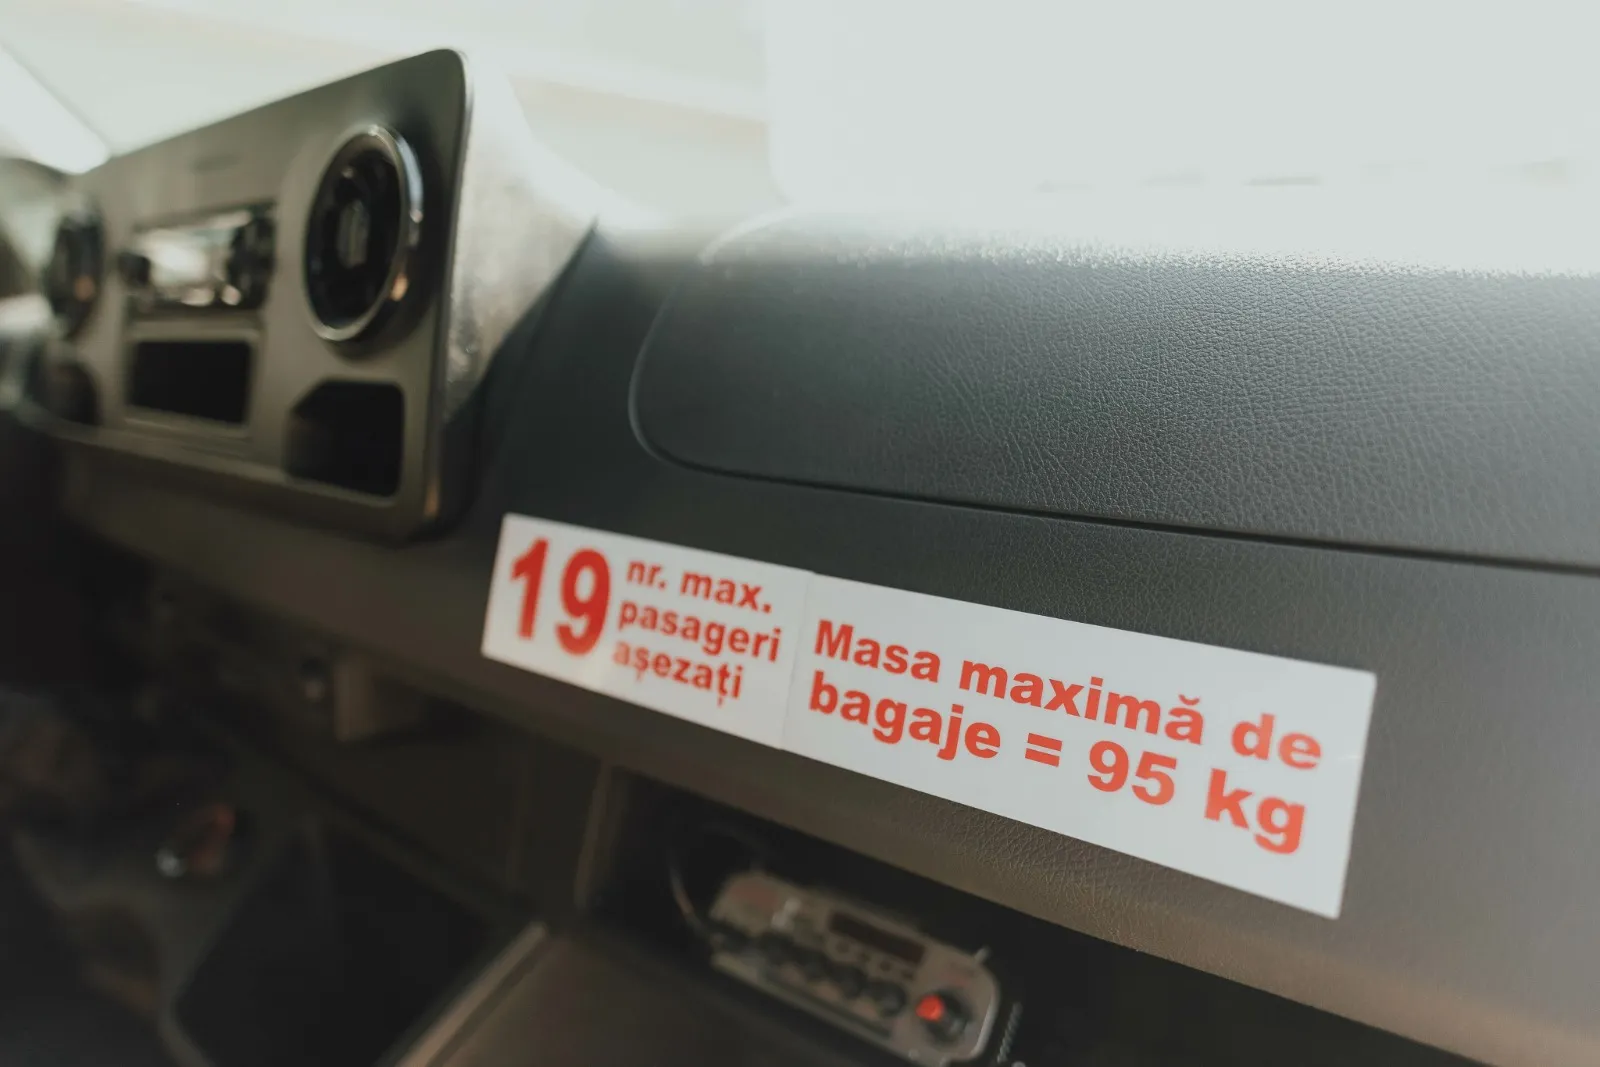 19
nr. max.
pasageri
așezați
Masa maximă de
bagaje = 95 kg